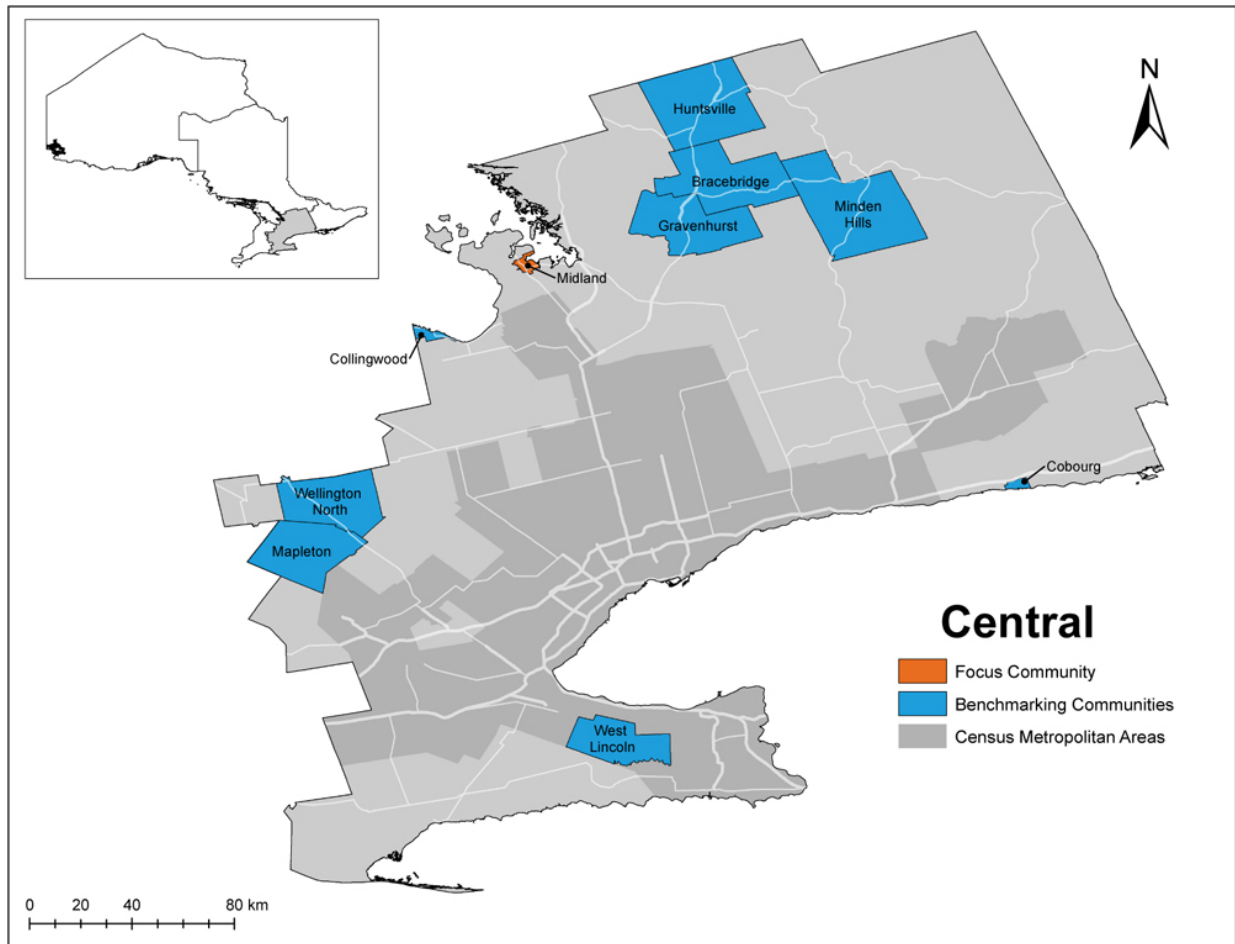 N
Huntsville
Bracebridge
Gravenhurst
Minden
Hills
Midland
Collingwood
Cobourg
Wellington
North
Mapleton
Central
Focus Community
Benchmarking Communities
Census Metropolitan Areas
West
Lincoln
0 20 40 80 km